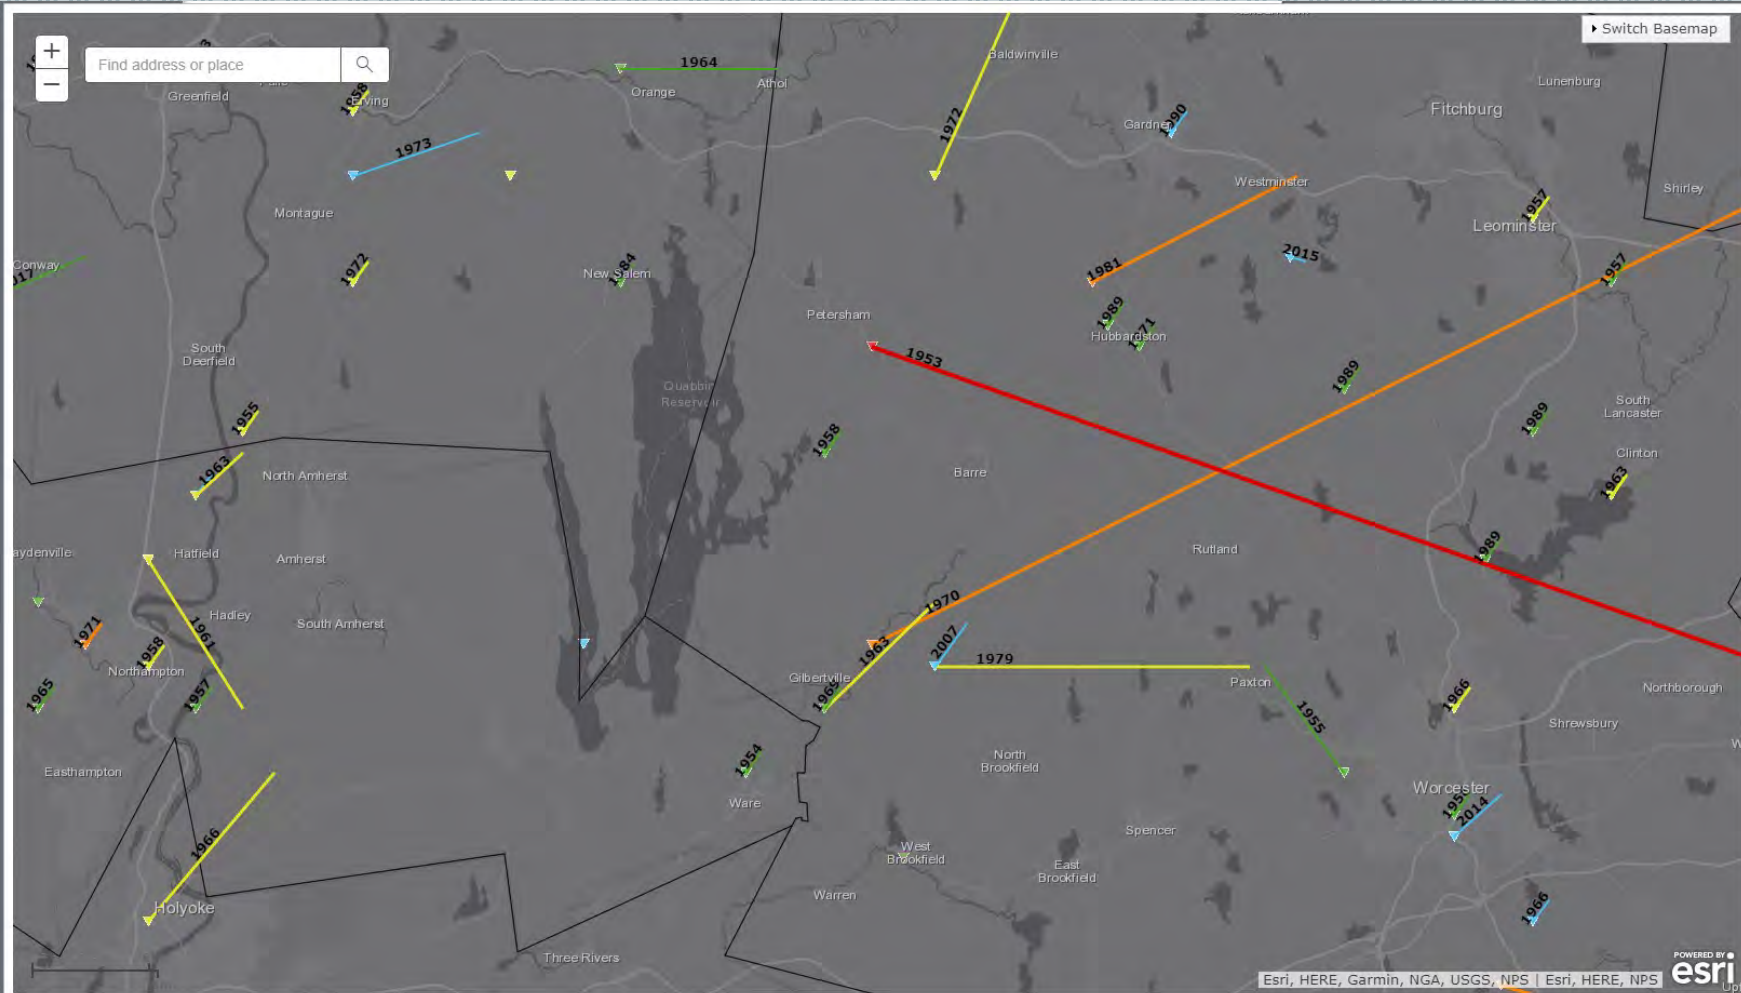 Switch Basemap
+
Find address or place
−
Baldwinville
1964
Orange
Athol
Lunenburg
Greenfield
1858
Erving
Fitchburg
1972
Gardner
1973
Westminster
Shirley
1957
Leominster
Montague
Conway
1972
New Salem
1981
2015
1957
Petersham
1989
Hubbardston
South
Deerfield
1953
1989
Quabbin
Reservoir
South
Lancaster
1955
1958
1989
Clinton
1963
North Amherst
Barre
1963
1989
Hatfield
Amherst
Rutland
1970
Hadley
South Amherst
1971
1961
1963
2007
1979
1958
Northampton
Gilbertville
Paxton
Northborough
1965
1957
1969
1966
1955
Shrewsbury
Easthampton
1954
North
Brookfield
Ware
Worcester
2014
Spencer
1966
West
Brookfield
East
Brookfield
Warren
Holyoke
1966
Three Rivers
POWERED BY
esri
Esri, HERE, Garmin, NGA, USGS, NPS | Esri, HERE, NPS